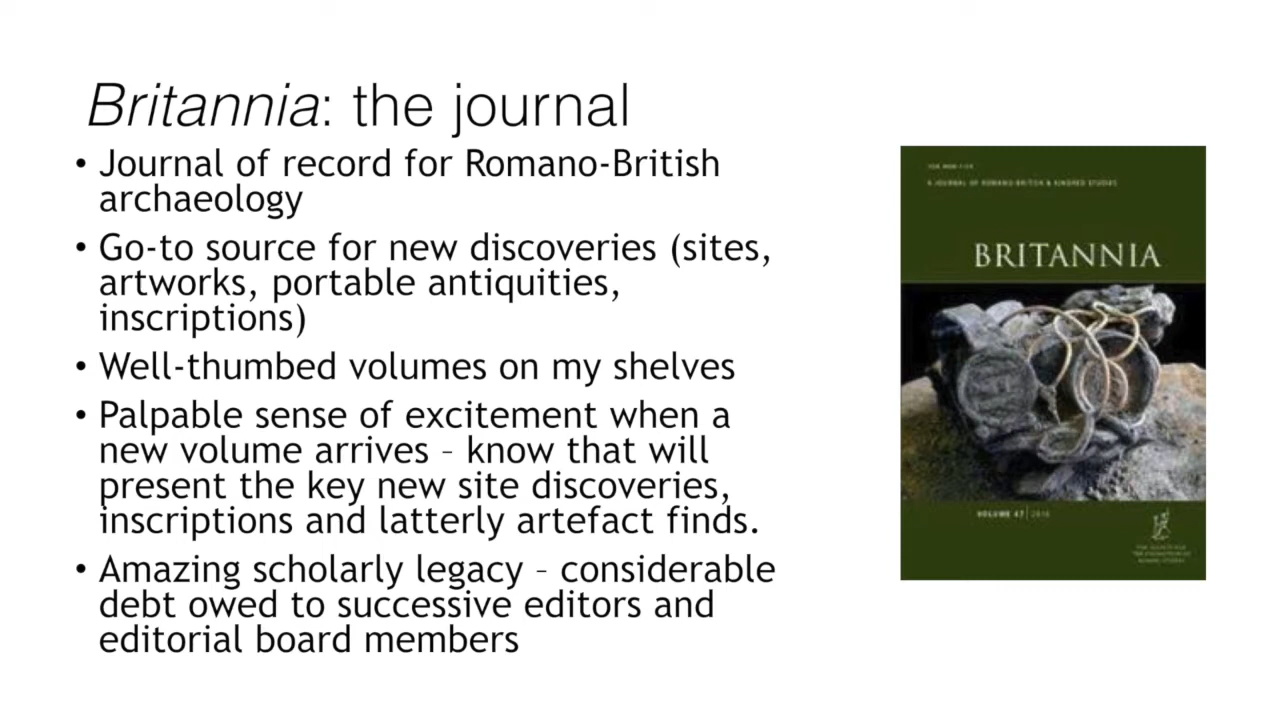 Britannia: the journal
• Journal of record for Romano-British
archaeology
• Go-to source for new discoveries (sites,
artworks, portable antiquities,
inscriptions)
• Well-thumbed volumes on my shelves
• Palpable sense of excitement when a
new volume arrives – know that will
present the key new site discoveries,
inscriptions and latterly artefact finds.
• Amazing scholarly legacy – considerable
debt owed to successive editors and
editorial board members
A JOURNAL OF ROMANO-BRITISH & KINDRED STUDIES
BRITANNIA
VOLUME 47 | 2016